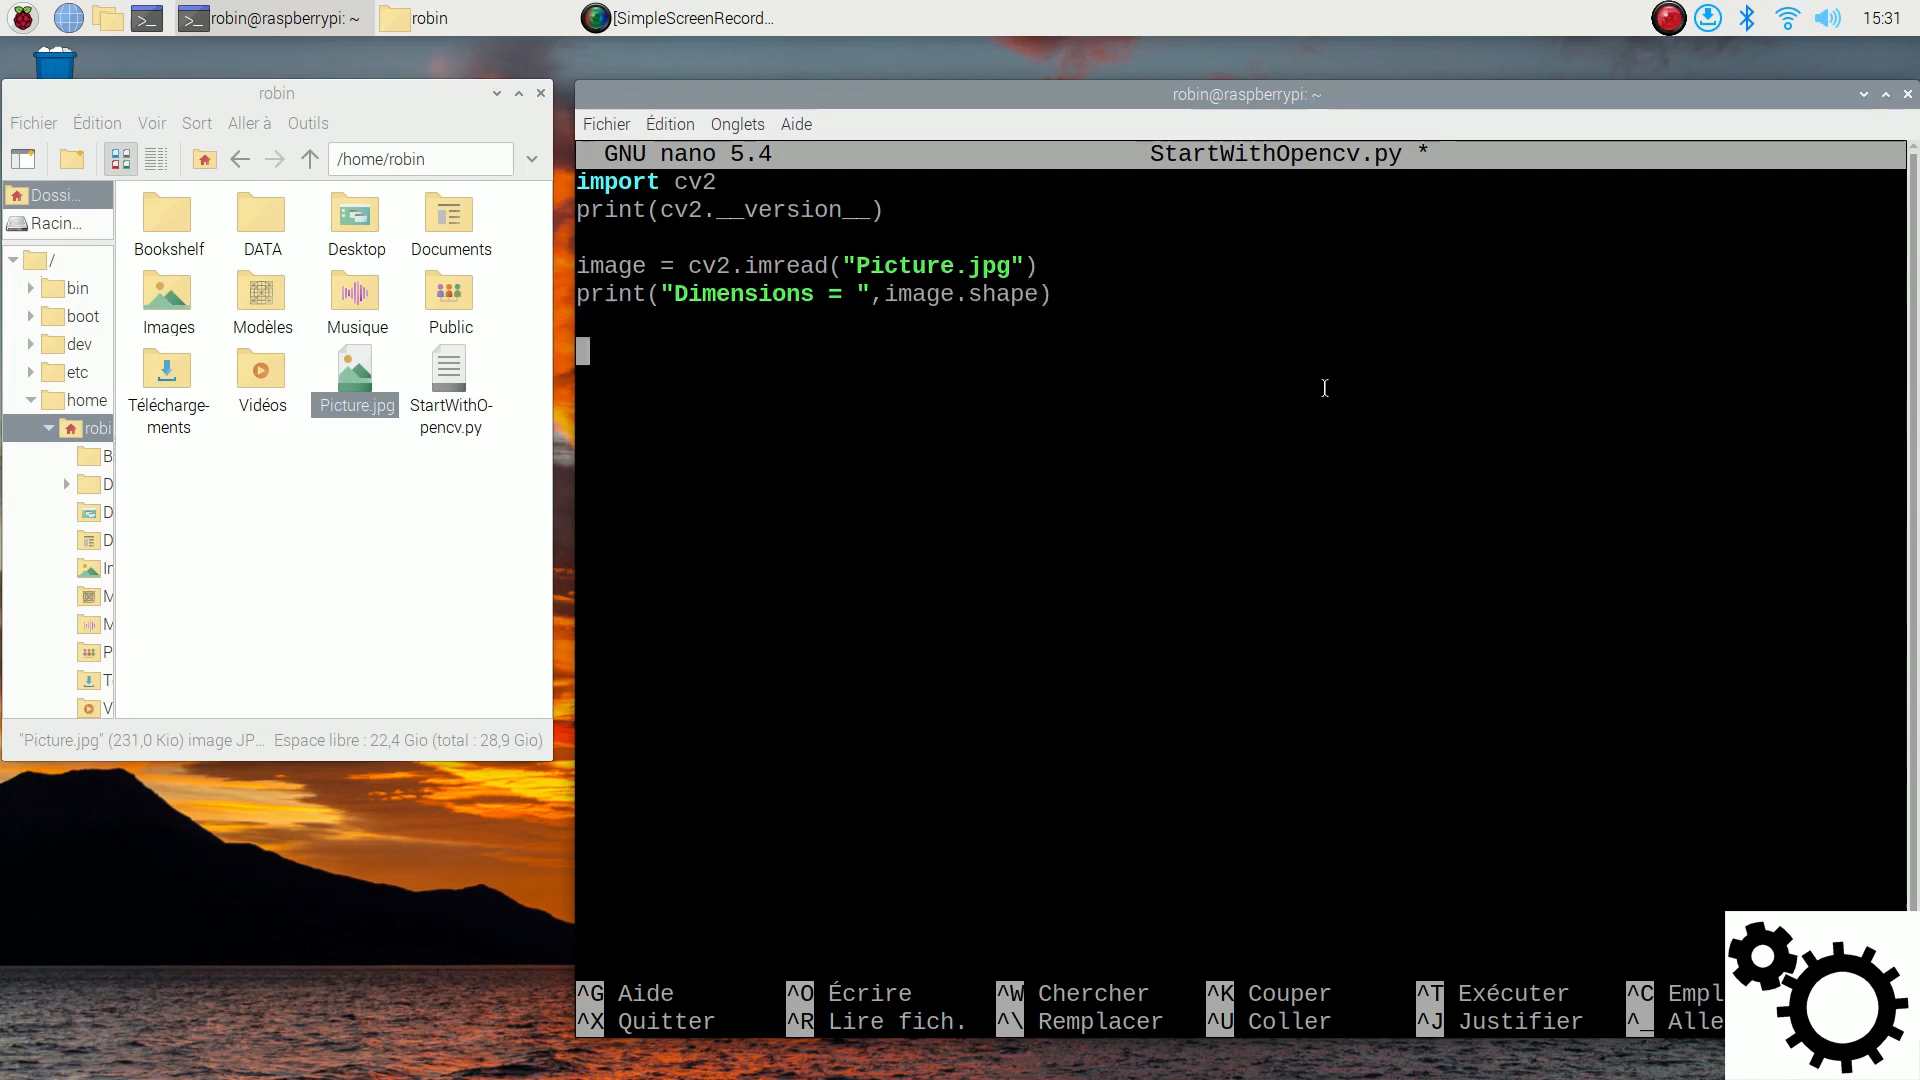 robin@raspberrypi: ~
robin
[SimpleScreenRecord...
15:31
robin
Fichier Édition Voir Sort Aller à Outils
/home/robin
Dossi...
Racin...
/
bin
boot
dev
etc
home
robi
B
D
D
D
In
M
M
P
T
V
Bookshelf DATA Desktop Documents
Images Modèles Musique Public
Télécharge-
ments
Vidéos
Picture.jpg
StartWithO-
pencv.py
"Picture.jpg" (231,0 Kio) image JP... Espace libre : 22,4 Gio (total : 28,9 Gio)
robin@raspberrypi: ~
Fichier Édition Onglets Aide
GNU nano 5.4 StartWithOpencv.py *
import cv2
print(cv2.__version__)
image = cv2.imread("Picture.jpg")
print("Dimensions = ",image.shape)
^G Aide ^O Écrire ^W Chercher ^K Couper ^T Exécuter ^C Empl
^X Quitter ^R Lire fich. ^\ Remplacer ^U Coller ^J Justifier ^_ Alle